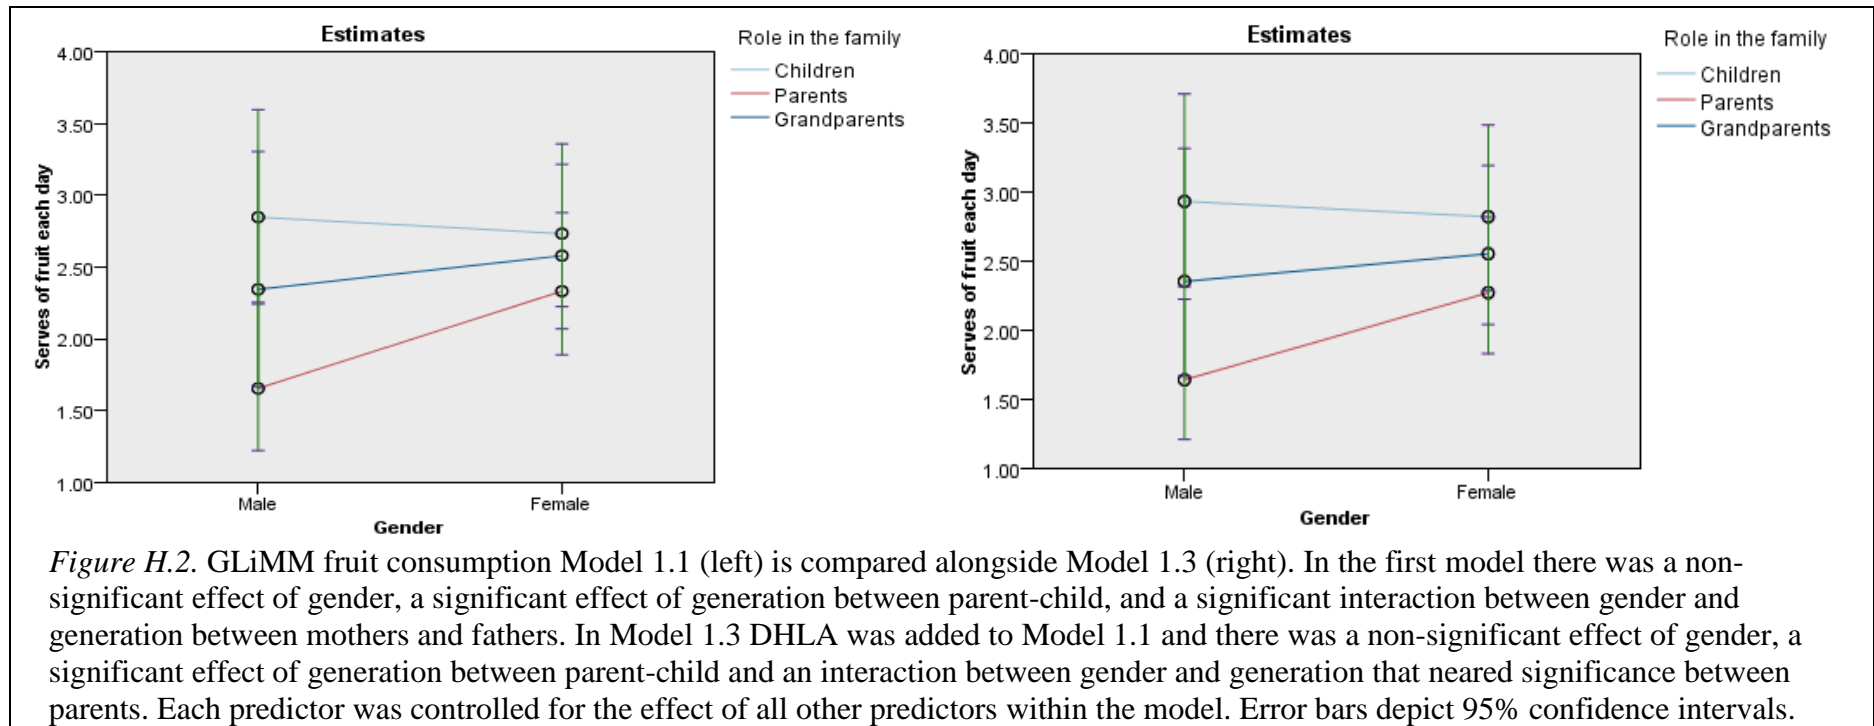 Estimates
Role in the family
Children
Parents
Grandparents
4.00
3.50
3.00
2.50
2.00
1.50
1.00
Serves of fruit each day
Male
Female
Gender
Estimates
Role in the family
Children
Parents
Grandparents
4.00
3.50
3.00
2.50
2.00
1.50
1.00
Serves of fruit each day
Male
Female
Gender
Figure H.2. GLiMM fruit consumption Model 1.1 (left) is compared alongside Model 1.3 (right). In the first model there was a non-
significant effect of gender, a significant effect of generation between parent-child, and a significant interaction between gender and
generation between mothers and fathers. In Model 1.3 DHLA was added to Model 1.1 and there was a non-significant effect of gender, a
significant effect of generation between parent-child and an interaction between gender and generation that neared significance between
parents. Each predictor was controlled for the effect of all other predictors within the model. Error bars depict 95% confidence intervals.